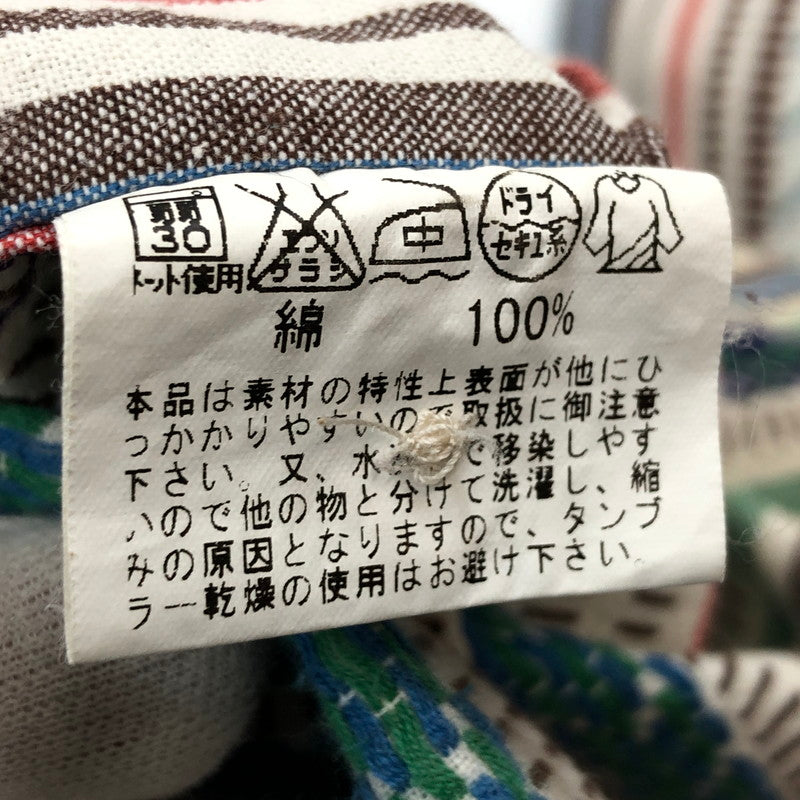 弱 30
ネット使用
エンソ サラシ
中
ドライ
セキユ系
綿 100%
本品は素材の特性上表面が他にひ
っかかりやすいので取扱に御注意
下さい。又、水 で移染しやす
いので他の物と分けて洗濯し、縮
みの原因となりますので、タンブ
ラー乾燥の使用はお避け下さい。